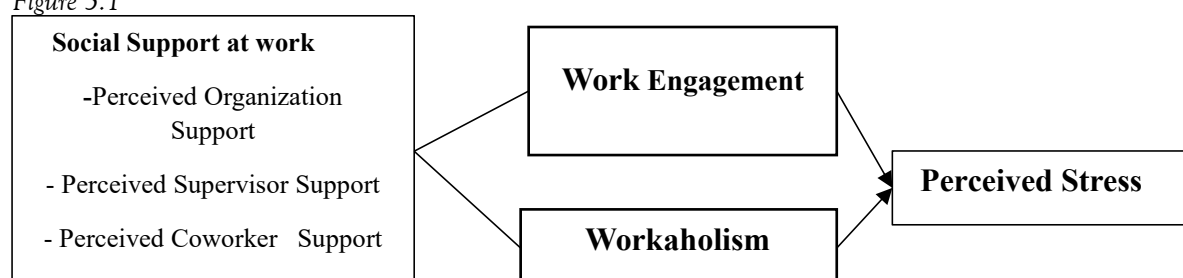 Figure 3.1
Social Support at work
-Perceived Organization
Support
- Perceived Supervisor Support
- Perceived Coworker Support
Work Engagement
Workaholism
Perceived Stress